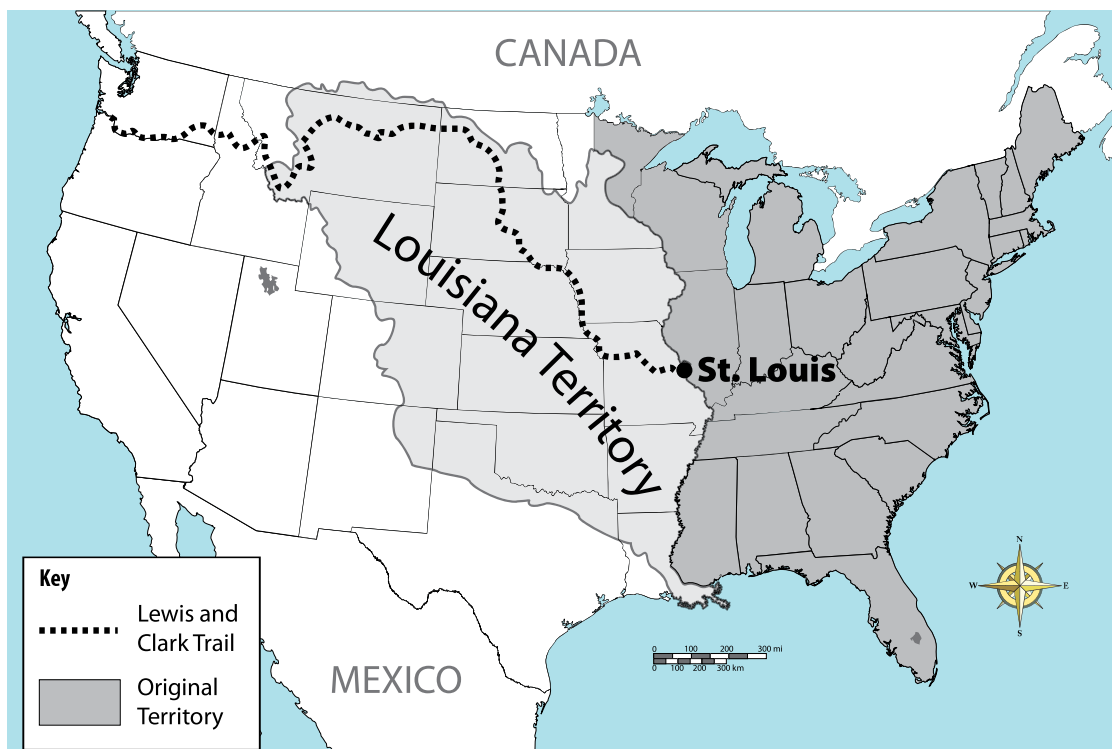 CANADA
Louisiana Territory
St. Louis
N
W
E
S
Key
Lewis and
Clark Trail
Original
Territory
MEXICO
0 100 200 300 mi
0 100 200 300 km